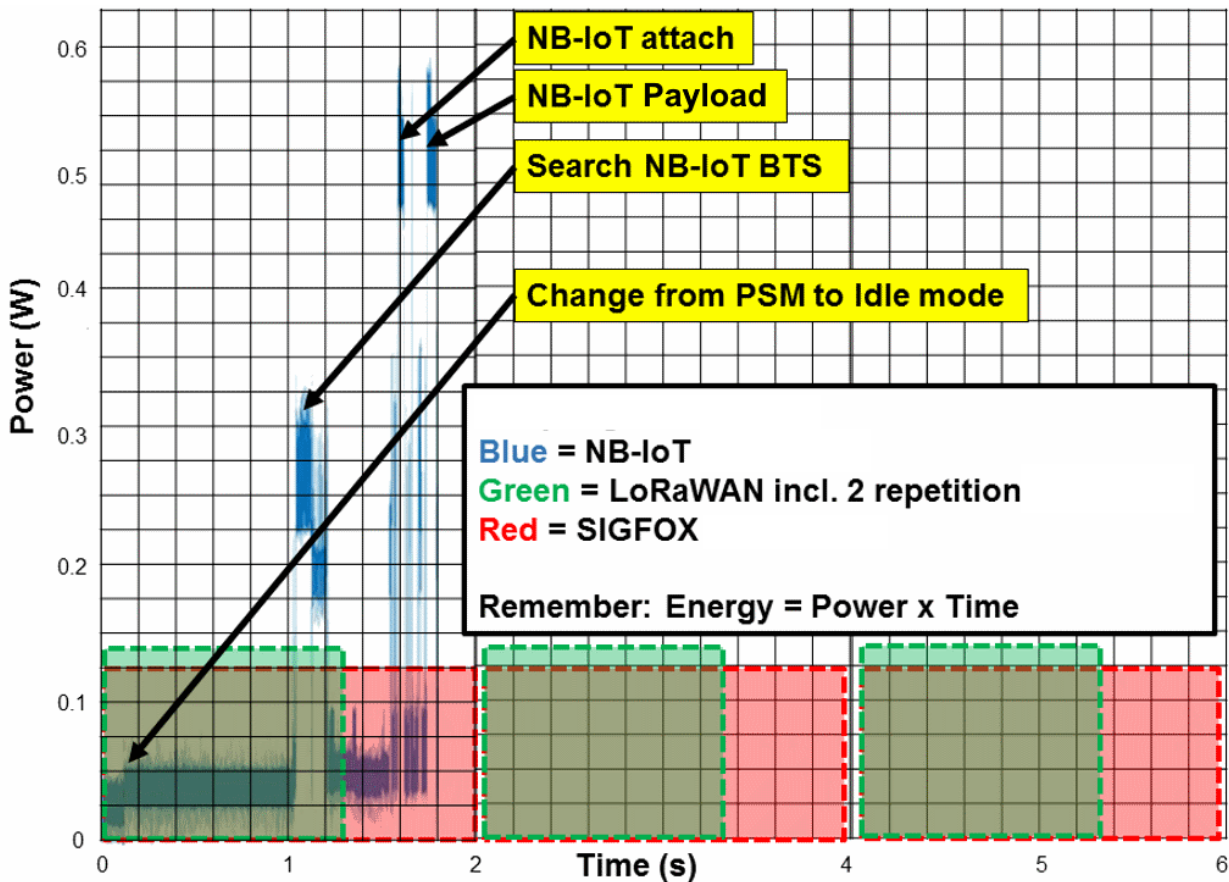 0.6
0.5
0.4
0.3
0.2
0.1
0
Power (W)
NB-IoT attach
NB-IoT Payload
Search NB-IoT BTS
Change from PSM to Idle mode
Blue = NB-IoT
Green = LoRaWAN incl. 2 repetition
Red = SIGFOX
Remember: Energy = Power x Time
0 1 2 4 5 6
Time (s)